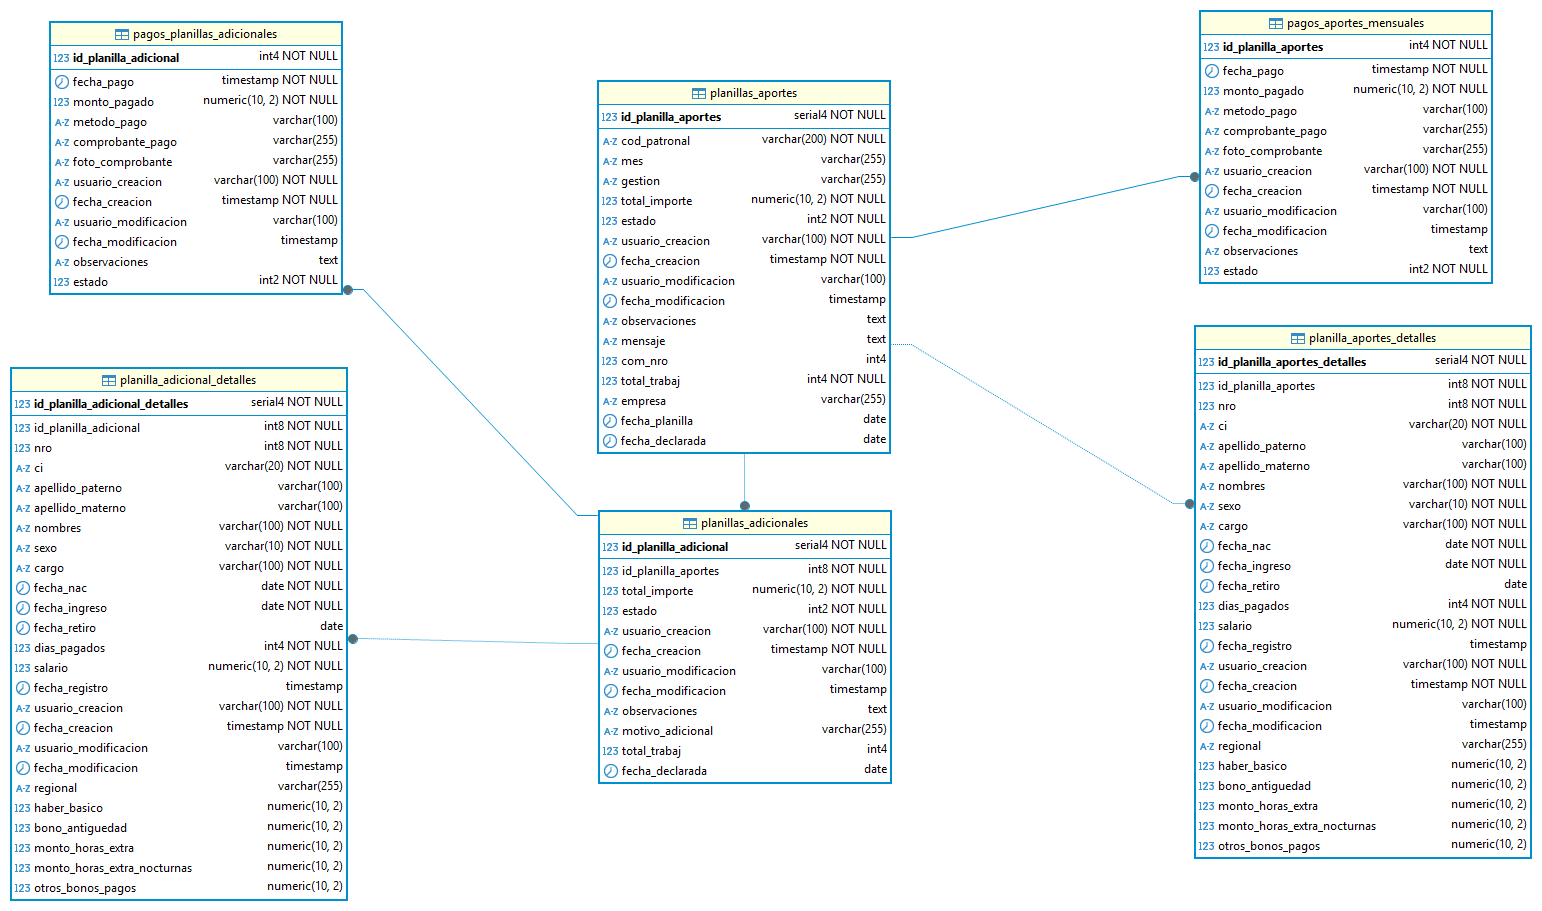 pagos_planillas_adicionales
123 id_planilla_adicional int4 NOT NULL
fecha_pago timestamp NOT NULL
123 monto_pagado numeric(10, 2) NOT NULL
A-Z metodo_pago varchar(100)
A-Z comprobante_pago varchar(255)
A-Z foto_comprobante varchar(255)
A-Z usuario_creacion varchar(100) NOT NULL
fecha_creacion timestamp NOT NULL
A-Z usuario_modificacion varchar(100)
fecha_modificacion timestamp
A-Z observaciones text
123 estado int2 NOT NULL
planillas_aportes
123 id_planilla_aportes serial4 NOT NULL
A-Z cod_patronal varchar(200) NOT NULL
A-Z mes varchar(255)
A-Z gestion varchar(255)
123 total_importe numeric(10, 2) NOT NULL
123 estado int2 NOT NULL
A-Z usuario_creacion varchar(100) NOT NULL
fecha_creacion timestamp NOT NULL
A-Z usuario_modificacion varchar(100)
fecha_modificacion timestamp
A-Z observaciones text
A-Z mensaje text
123 com_nro int4
123 total_trabaj int4 NOT NULL
A-Z empresa varchar(255)
fecha_planilla date
fecha_declarada date
pagos_aportes_mensuales
123 id_planilla_aportes int4 NOT NULL
fecha_pago timestamp NOT NULL
123 monto_pagado numeric(10, 2) NOT NULL
A-Z metodo_pago varchar(100)
A-Z comprobante_pago varchar(255)
A-Z foto_comprobante varchar(255)
A-Z usuario_creacion varchar(100) NOT NULL
fecha_creacion timestamp NOT NULL
A-Z usuario_modificacion varchar(100)
fecha_modificacion timestamp
A-Z observaciones text
123 estado int2 NOT NULL
planilla_adicional_detalles
123 id_planilla_adicional_detalles serial4 NOT NULL
123 id_planilla_adicional int8 NOT NULL
123 nro int8 NOT NULL
A-Z ci varchar(20) NOT NULL
A-Z apellido_paterno varchar(100)
A-Z apellido_materno varchar(100)
A-Z nombres varchar(100) NOT NULL
A-Z sexo varchar(10) NOT NULL
A-Z cargo varchar(100) NOT NULL
fecha_nac date NOT NULL
fecha_ingreso date NOT NULL
fecha_retiro date
123 dias_pagados int4 NOT NULL
123 salario numeric(10, 2) NOT NULL
fecha_registro timestamp
A-Z usuario_creacion varchar(100) NOT NULL
fecha_creacion timestamp NOT NULL
A-Z usuario_modificacion varchar(100)
fecha_modificacion timestamp
A-Z regional varchar(255)
123 haber_basico numeric(10, 2)
123 bono_antiguedad numeric(10, 2)
123 monto_horas_extra numeric(10, 2)
123 monto_horas_extra_nocturnas numeric(10, 2)
123 otros_bonos_pagos numeric(10, 2)
planillas_adicionales
123 id_planilla_adicional serial4 NOT NULL
123 id_planilla_aportes int8 NOT NULL
123 total_importe numeric(10, 2) NOT NULL
123 estado int2 NOT NULL
A-Z usuario_creacion varchar(100) NOT NULL
fecha_creacion timestamp NOT NULL
A-Z usuario_modificacion varchar(100)
fecha_modificacion timestamp
A-Z observaciones text
A-Z motivo_adicional varchar(255)
123 total_trabaj int4
fecha_declarada date
planilla_aportes_detalles
123 id_planilla_aportes_detalles serial4 NOT NULL
123 id_planilla_aportes int8 NOT NULL
123 nro int8 NOT NULL
A-Z ci varchar(20) NOT NULL
A-Z apellido_paterno varchar(100)
A-Z apellido_materno varchar(100)
A-Z nombres varchar(100) NOT NULL
A-Z sexo varchar(10) NOT NULL
A-Z cargo varchar(100) NOT NULL
fecha_nac date NOT NULL
fecha_ingreso date NOT NULL
fecha_retiro date
123 dias_pagados int4 NOT NULL
123 salario numeric(10, 2) NOT NULL
fecha_registro timestamp
A-Z usuario_creacion varchar(100) NOT NULL
fecha_creacion timestamp NOT NULL
A-Z usuario_modificacion varchar(100)
fecha_modificacion timestamp
A-Z regional varchar(255)
123 haber_basico numeric(10, 2)
123 bono_antiguedad numeric(10, 2)
123 monto_horas_extra numeric(10, 2)
123 monto_horas_extra_nocturnas numeric(10, 2)
123 otros_bonos_pagos numeric(10, 2)